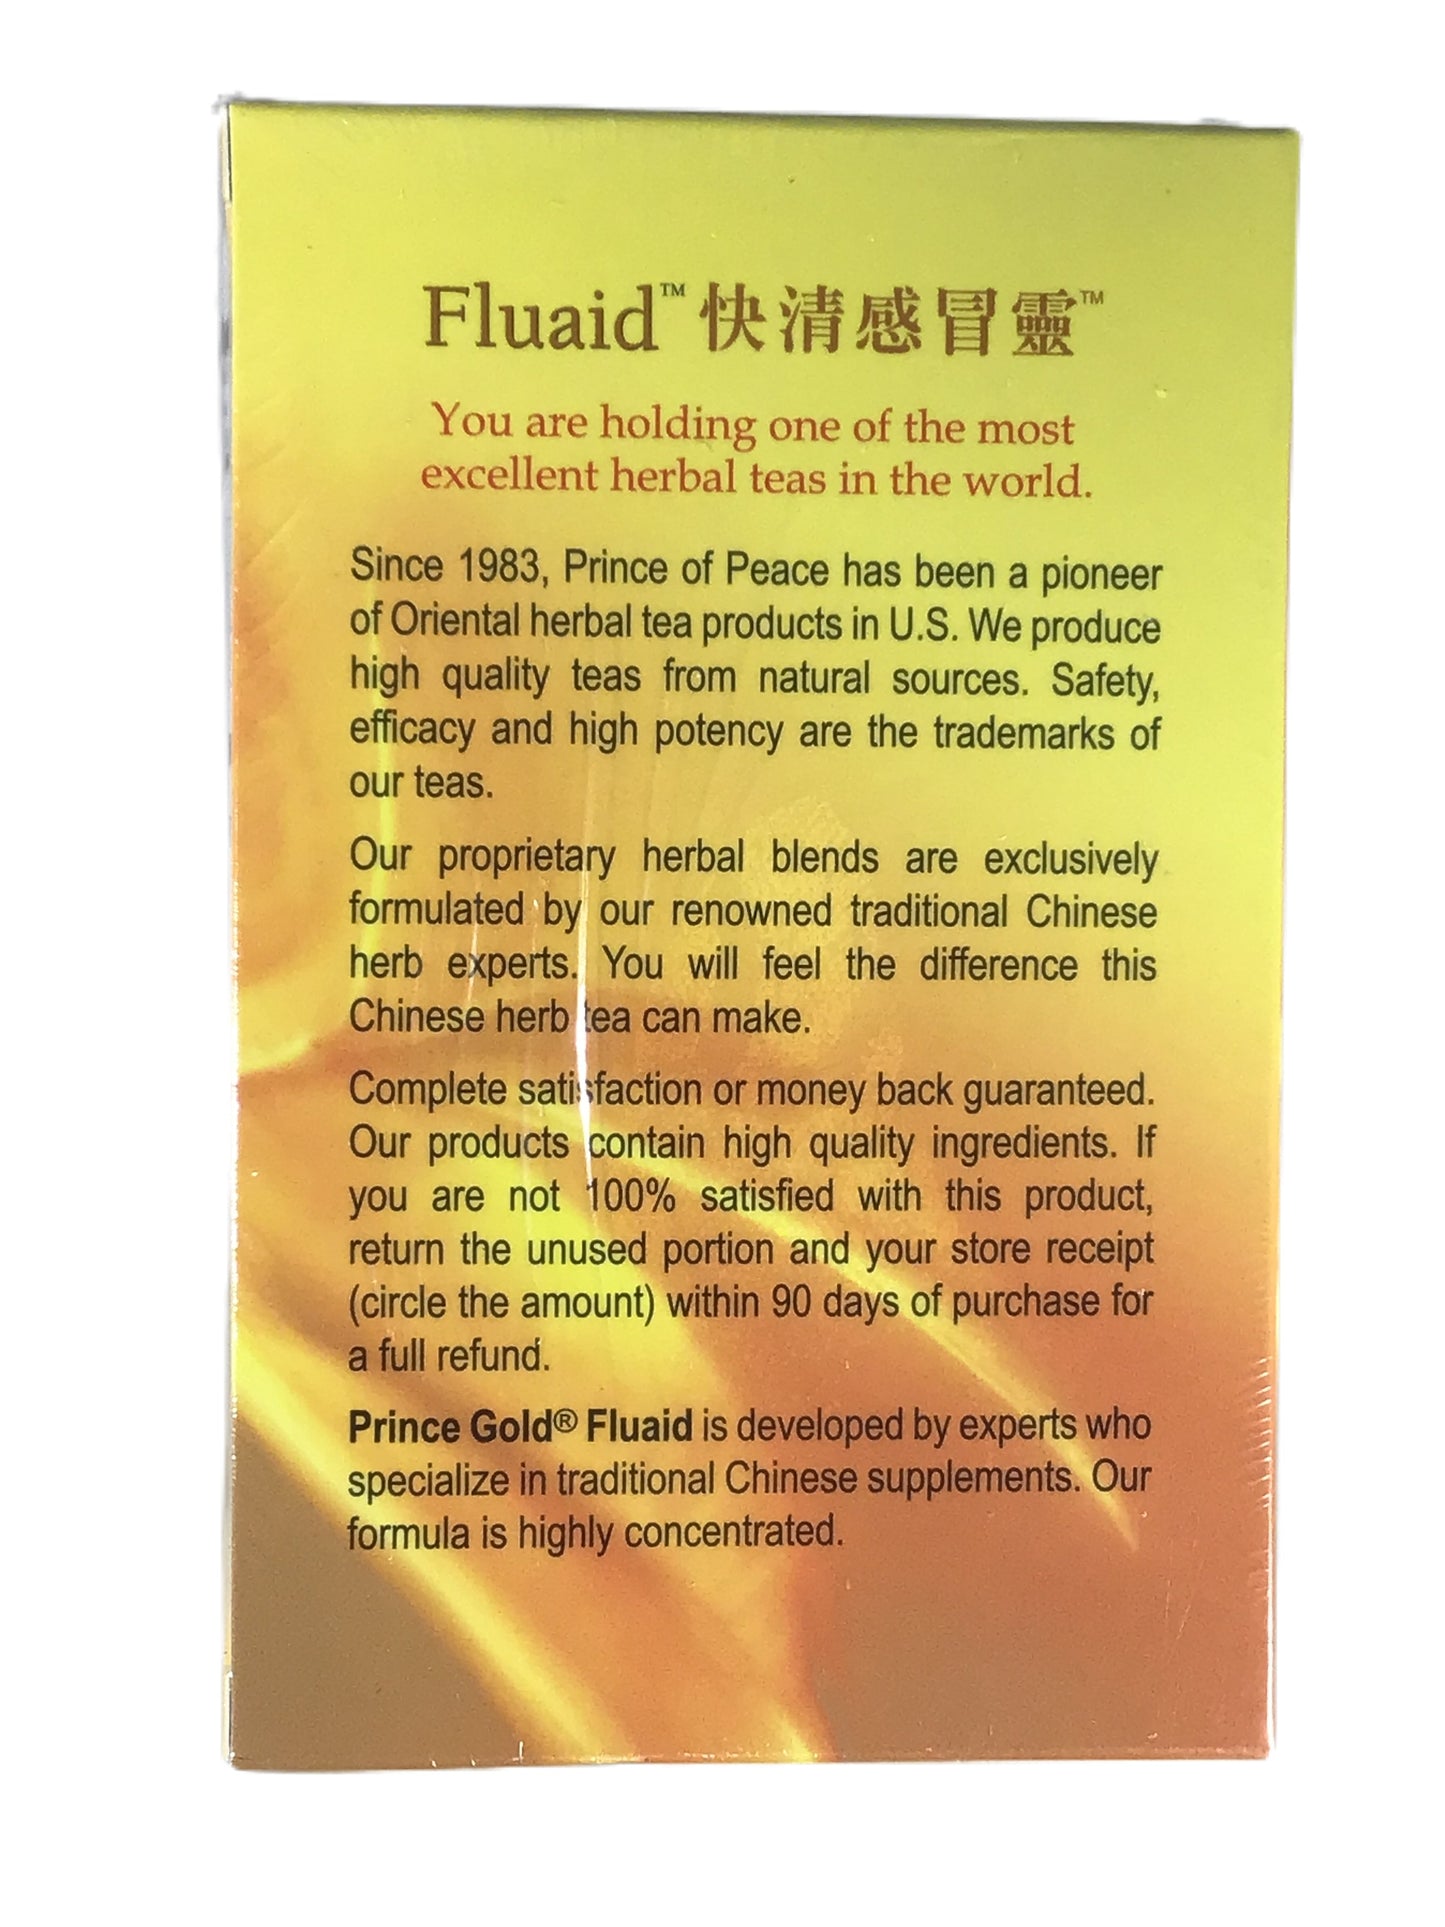 Fluaid™ 快清感冒靈™
You are holding one of the most
excellent herbal teas in the world.
Since 1983, Prince of Peace has been a pioneer
of Oriental herbal tea products in U.S. We produce
high quality teas from natural sources. Safety,
efficacy and high potency are the trademarks of
our teas.
Our proprietary herbal blends are exclusively
formulated by our renowned traditional Chinese
herb experts. You will feel the difference this
Chinese herb tea can make.
Complete satisfaction or money back guaranteed.
Our products contain high quality ingredients. If
you are not 100% satisfied with this product,
return the unused portion and your store receipt
(circle the amount) within 90 days of purchase for
a full refund.
Prince Gold® Fluaid is developed by experts who
specialize in traditional Chinese supplements. Our
formula is highly concentrated.